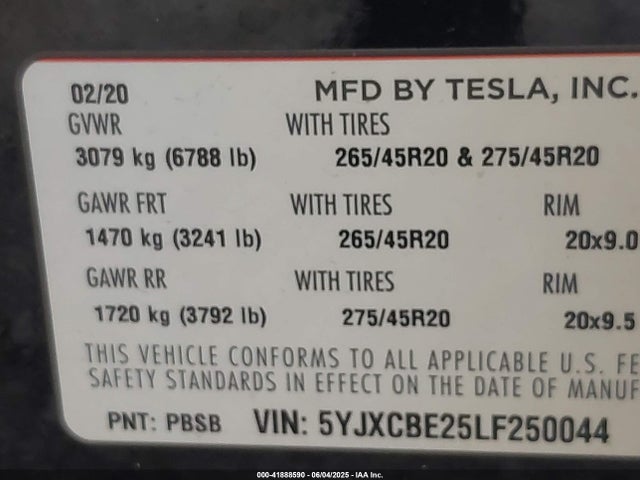 02/20 MFD BY TESLA, INC.
GVWR WITH TIRES
3079 kg (6788 lb) 265/45R20 & 275/45R20
GAWR FRT WITH TIRES RIM
1470 kg (3241 lb) 265/45R20 20x9.0
GAWR RR WITH TIRES RIM
1720 kg (3792 lb) 275/45R20 20x9.5
THIS VEHICLE CONFORMS TO ALL APPLICABLE U.S. FE
SAFETY STANDARDS IN EFFECT ON THE DATE OF MANUF
PNT: PBSB VIN: 5YJXCBE25LF250044
000-41888590 - 06/04/2025 - IAA Inc.